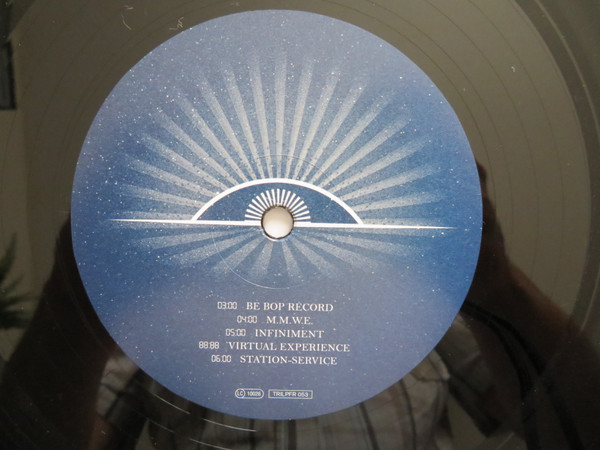 03:00 BE BOP RECORD
04:00 M.M.W.E.
05:00 INFINIMENT
88:88 VIRTUAL EXPERIENCE
06:00 STATION-SERVICE
LC 10026 TRILPFR 053